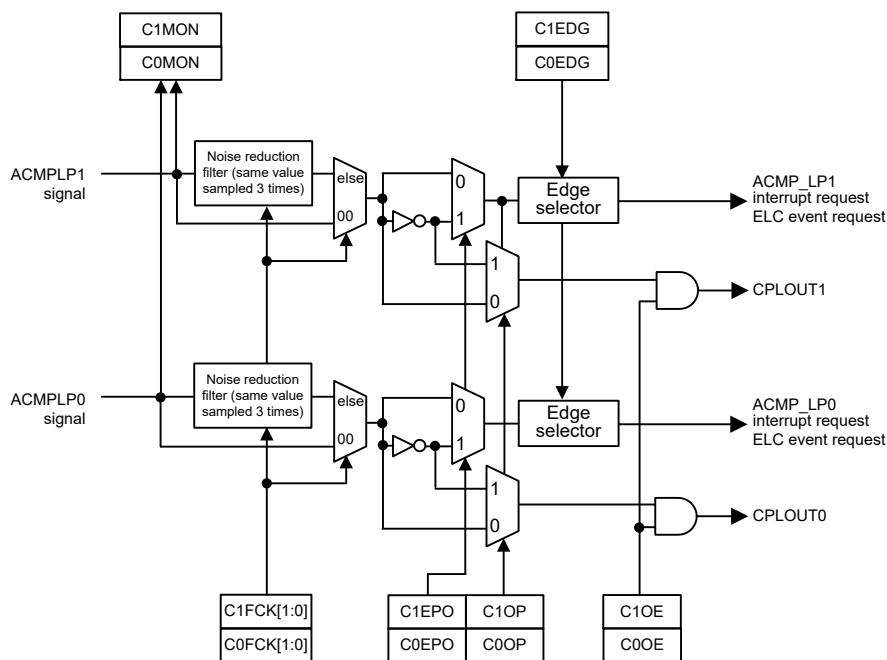 C1MON
C0MON
C1EDG
C0EDG
ACMPLP1
signal
Noise reduction
filter (same value
sampled 3 times)
else
00
0
1
1
0
Edge
selector
ACMP_LP1
interrupt request
ELC event request
CPLOUT1
ACMPLP0
signal
Noise reduction
filter (same value
sampled 3 times)
else
00
0
1
1
0
Edge
selector
ACMP_LP0
interrupt request
ELC event request
CPLOUT0
C1FCK[1:0]
C0FCK[1:0]
C1EPO
C1OP
C0EPO
C0OP
C1OE
C0OE